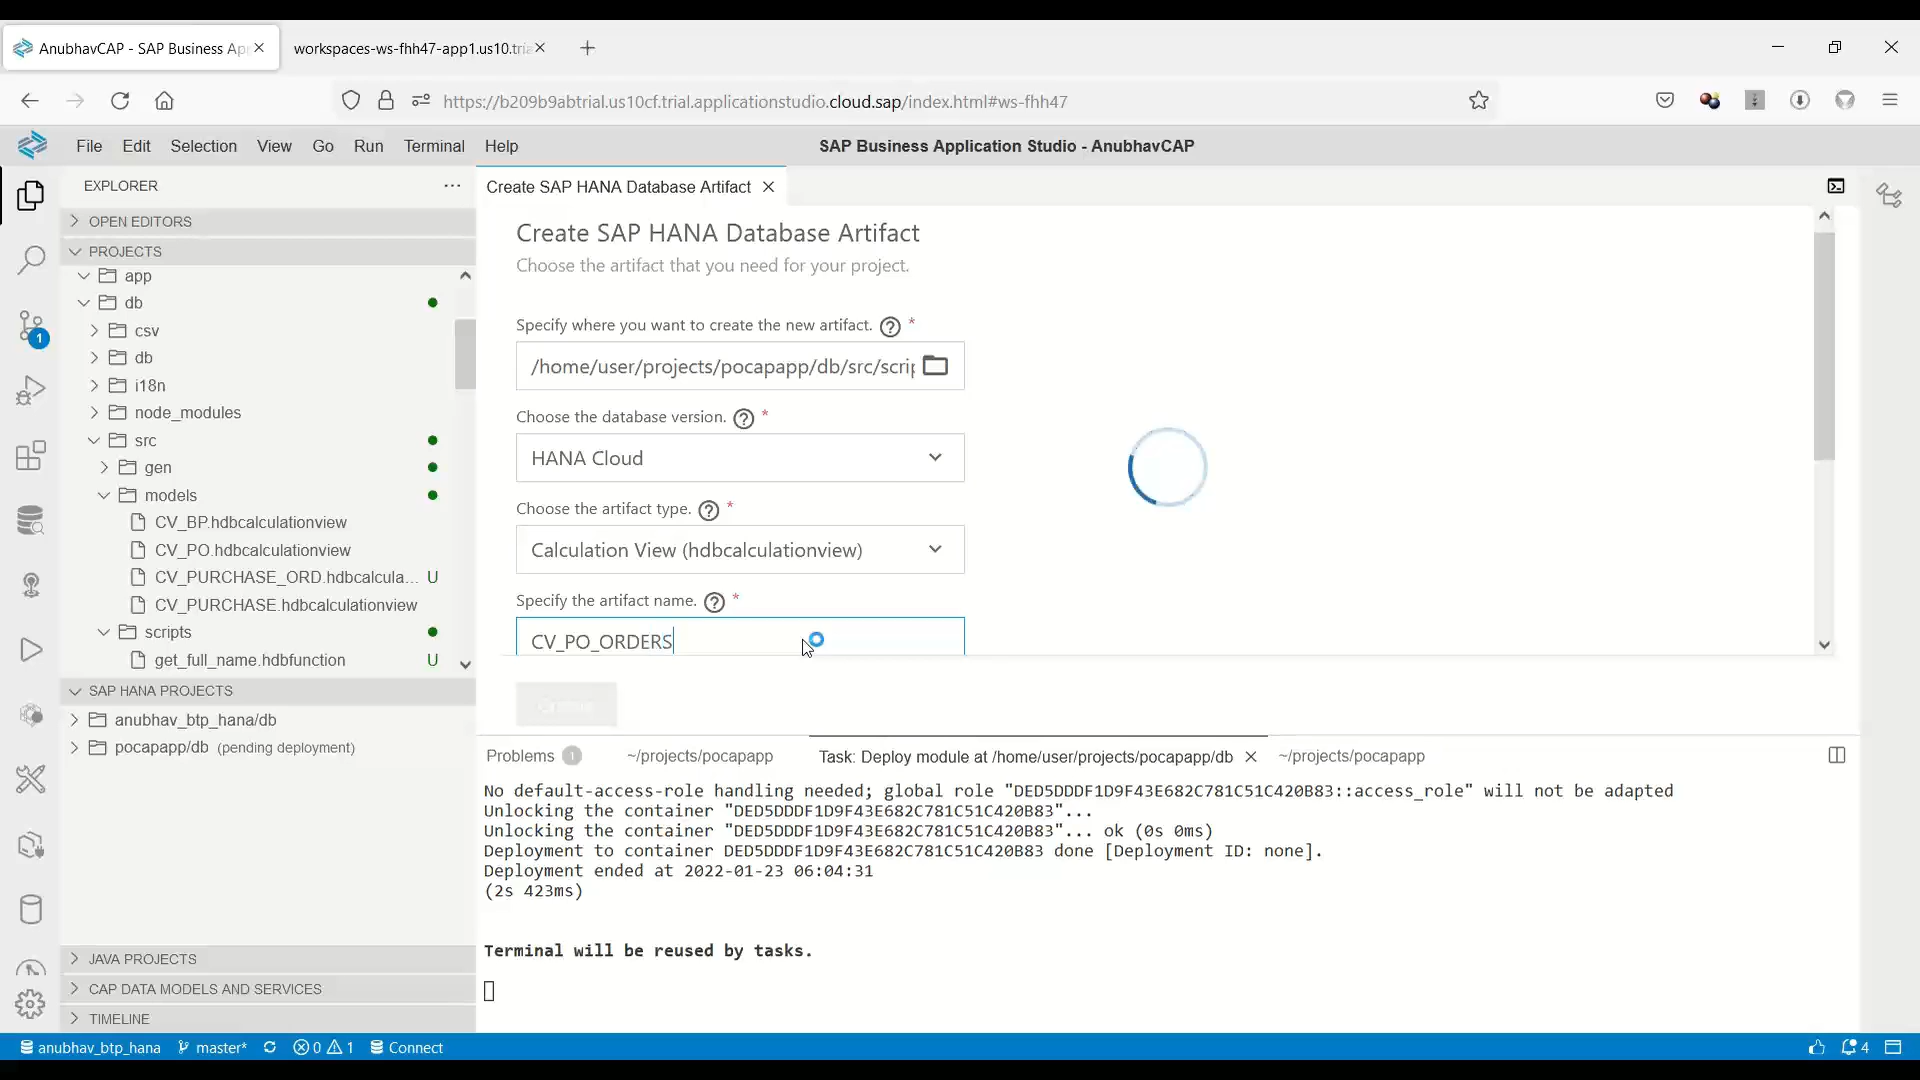 AnubhavCAP - SAP Business App
workspaces-ws-fhh47-app1.us10.tria
https://b209b9abtrial.us10cf.trial.applicationstudio.cloud.sap/index.html#ws-fhh47
File Edit Selection View Go Run Terminal Help
SAP Business Application Studio - AnubhavCAP
EXPLORER
OPEN EDITORS
PROJECTS
app
db
csv
db
i18n
node_modules
src
gen
models
CV_BP.hdbcalculationview
CV_PO.hdbcalculationview
CV_PURCHASE_ORD.hdbcalcula... U
CV_PURCHASE.hdbcalculationview
scripts
get_full_name.hdbfunction U
SAP HANA PROJECTS
anubhav_btp_hana/db
pocapapp/db (pending deployment)
JAVA PROJECTS
CAP DATA MODELS AND SERVICES
TIMELINE
1
Create SAP HANA Database Artifact
Create SAP HANA Database Artifact
Choose the artifact that you need for your project.
Specify where you want to create the new artifact. *
/home/user/projects/pocapapp/db/src/scrip
Choose the database version. *
HANA Cloud
Choose the artifact type. *
Calculation View (hdbcalculationview)
Specify the artifact name. *
CV_PO_ORDERS
Problems 1 ~/projects/pocapapp Task: Deploy module at /home/user/projects/pocapapp/db ~/projects/pocapapp
No default-access-role handling needed; global role "DED5DDDF1D9F43E682C781C51C420B83::access_role" will not be adapted
Unlocking the container "DED5DDDF1D9F43E682C781C51C420B83"...
Unlocking the container "DED5DDDF1D9F43E682C781C51C420B83"... ok (0s 0ms)
Deployment to container DED5DDDF1D9F43E682C781C51C420B83 done [Deployment ID: none].
Deployment ended at 2022-01-23 06:04:31
(2s 423ms)
Terminal will be reused by tasks.
anubhav_btp_hana master* 0 1 Connect 4